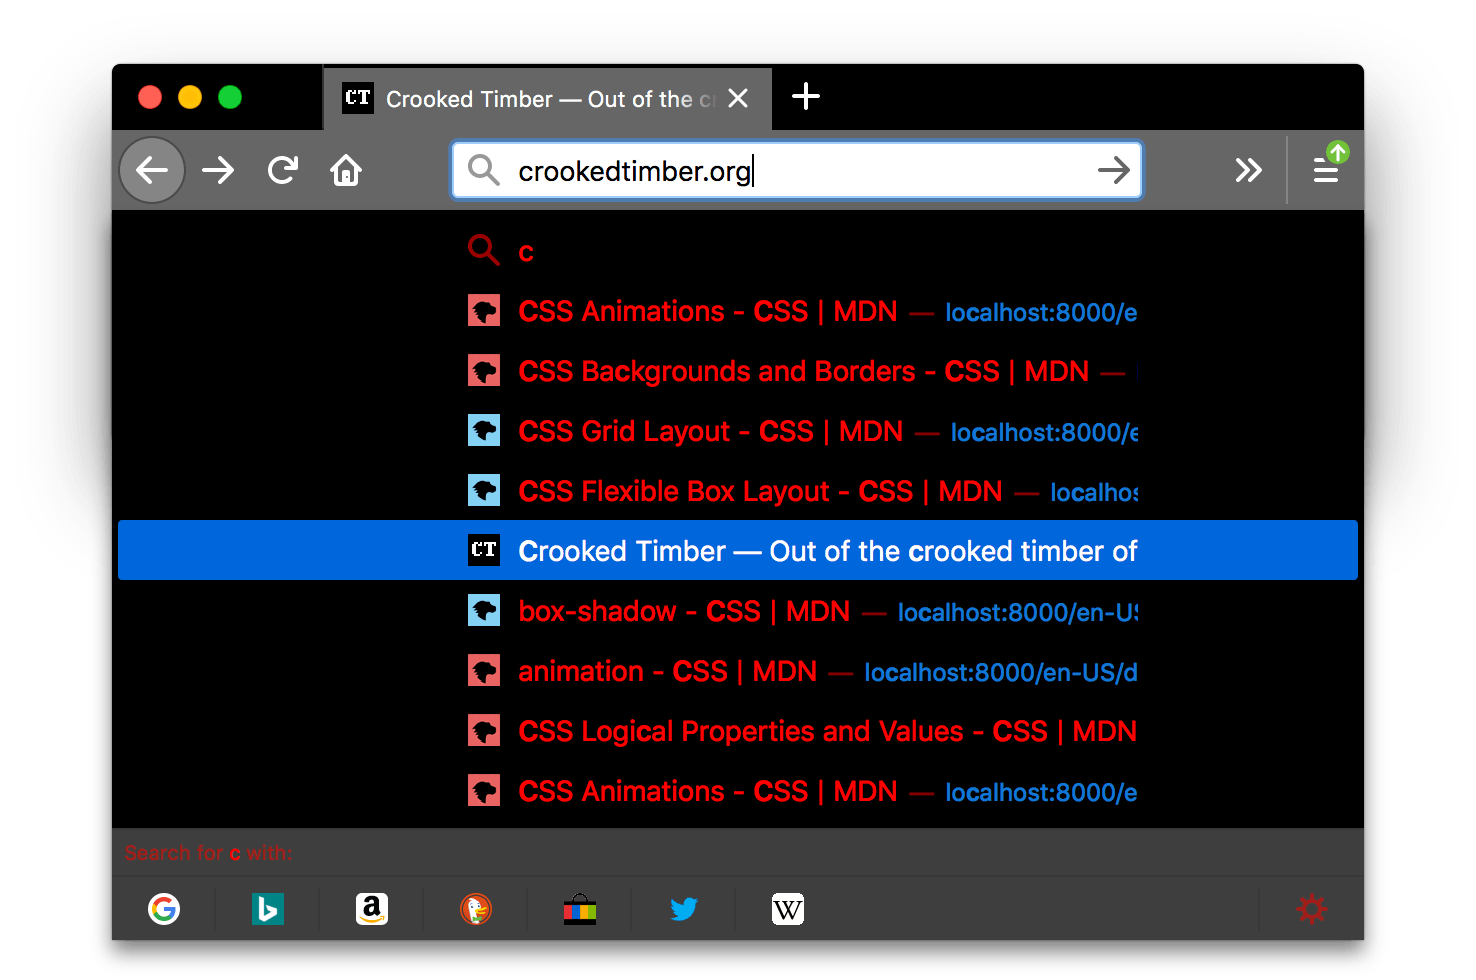 CT Crooked Timber — Out of the
crookedtimber.org
c
CSS Animations - CSS | MDN — localhost:8000/e
CSS Backgrounds and Borders - CSS | MDN —
CSS Grid Layout - CSS | MDN — localhost:8000/e
CSS Flexible Box Layout - CSS | MDN — localhos
CT Crooked Timber — Out of the crooked timber of
box-shadow - CSS | MDN — localhost:8000/en-US
animation - CSS | MDN — localhost:8000/en-US/d
CSS Logical Properties and Values - CSS | MDN
CSS Animations - CSS | MDN — localhost:8000/e
Search for c with:
G b a W